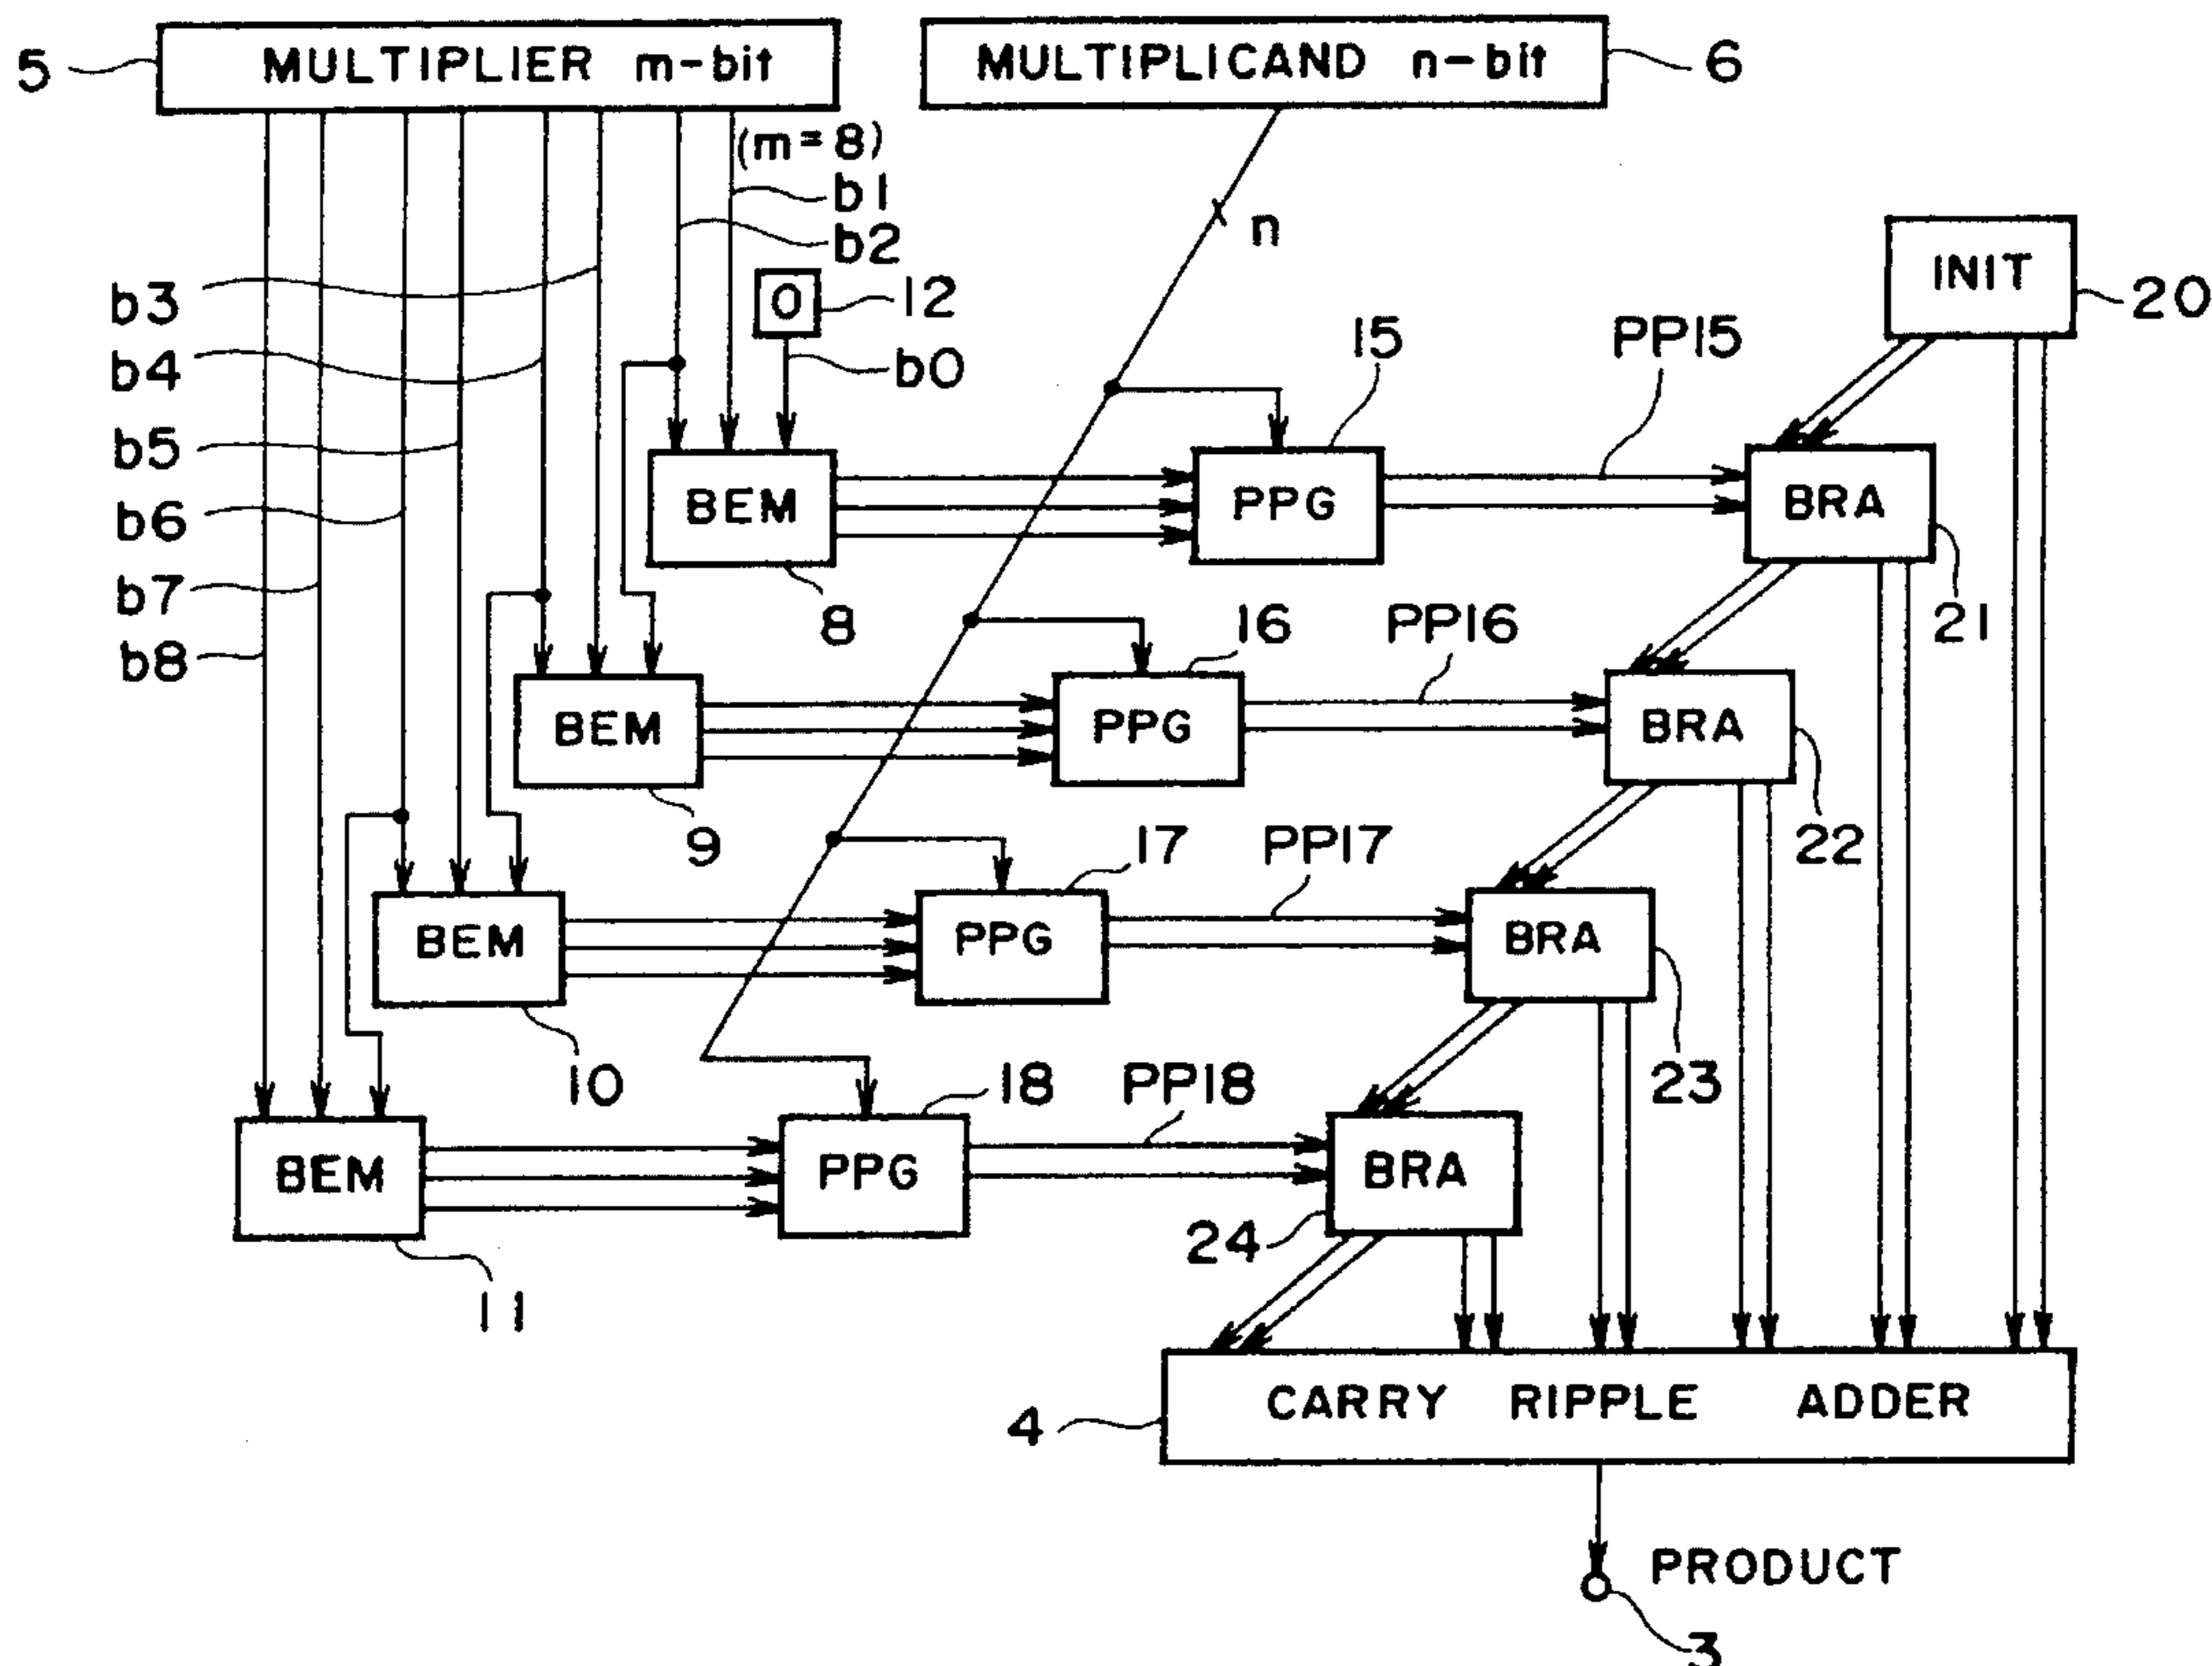 5
MULTIPLIER m-bit
MULTIPLICAND n-bit
6
(m=8)
b1
b2
n
INIT
20
b3
0
12
b4
b0
15
PP15
b5
BEM
PPG
BRA
b6
b7
8
16
PP16
21
b8
BEM
PPG
BRA
9
17
PP17
22
BEM
PPG
BRA
10
18
PP18
23
BEM
PPG
BRA
24
11
4
CARRY RIPPLE ADDER
PRODUCT
3